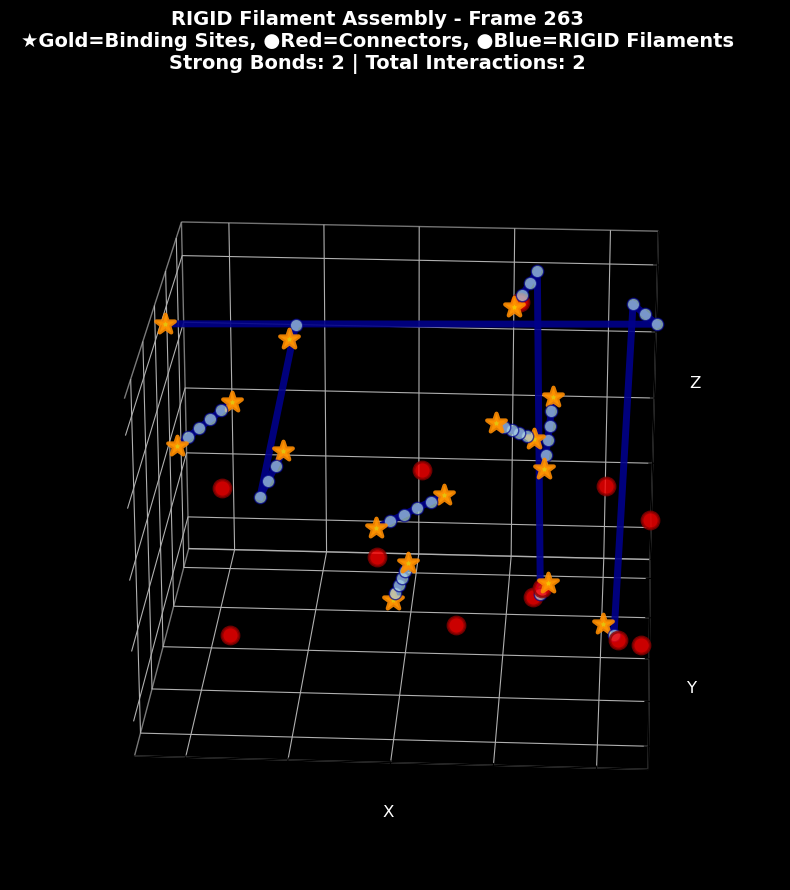 RIGID Filament Assembly - Frame 263
★Gold=Binding Sites, ●Red=Connectors, ●Blue=RIGID Filaments
Strong Bonds: 2 | Total Interactions: 2
Z
Y
X